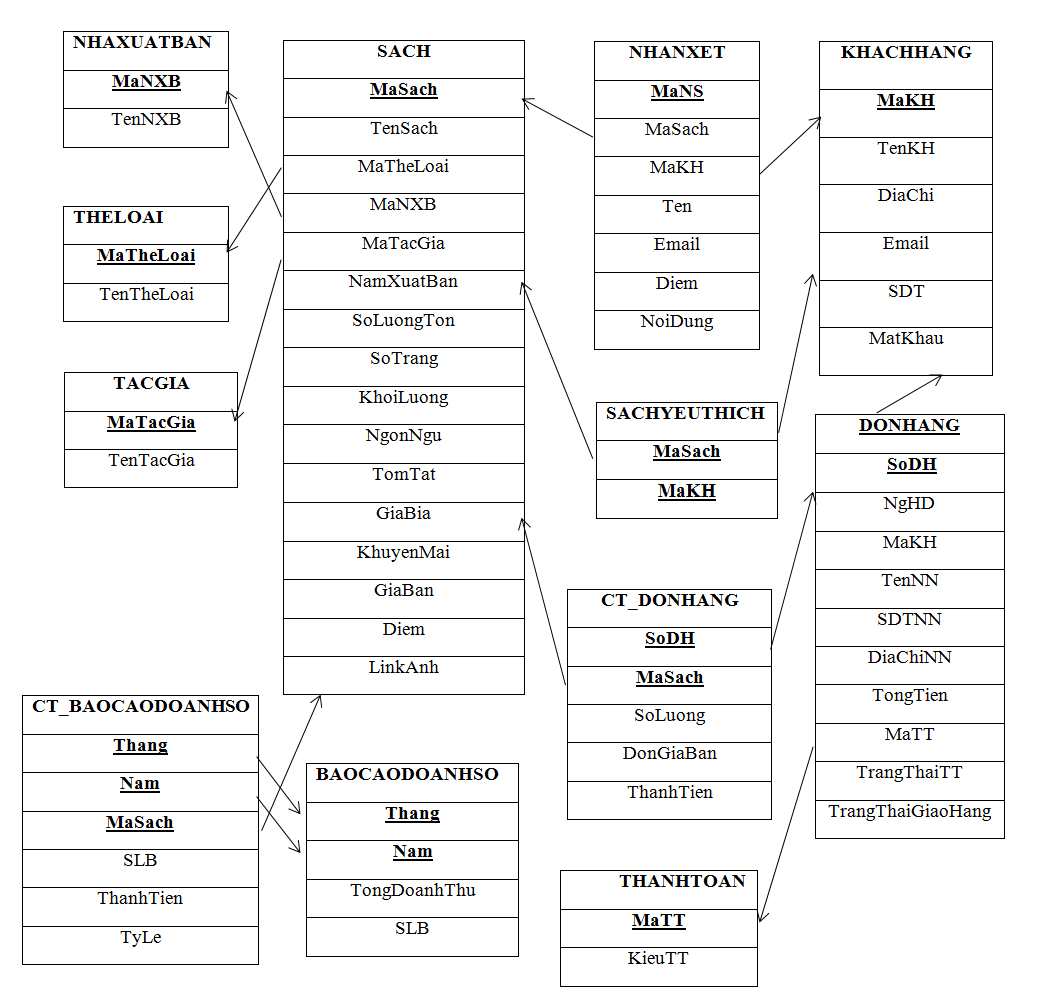 NHAXUATBAN
MaNXB
TenNXB
THELOAI
MaTheLoai
TenTheLoai
TACGIA
MaTacGia
TenTacGia
SACH
MaSach
TenSach
MaTheLoai
MaNXB
MaTacGia
NamXuatBan
SoLuongTon
SoTrang
KhoiLuong
NgonNgu
TomTat
GiaBia
KhuyenMai
GiaBan
Diem
LinkAnh
NHANXET
MaNS
MaSach
MaKH
Ten
Email
Diem
NoiDung
KHACHHANG
MaKH
TenKH
DiaChi
Email
SDT
MatKhau
SACHYEUTHICH
MaSach
MaKH
DONHANG
SoDH
NgHD
MaKH
TenNN
SDTNN
DiaChiNN
TongTien
MaTT
TrangThaiTT
TrangThaiGiaoHang
CT_DONHANG
SoDH
MaSach
SoLuong
DonGiaBan
ThanhTien
CT_BAOCAODOANHSO
Thang
Nam
MaSach
SLB
ThanhTien
TyLe
BAOCAODOANHSO
Thang
Nam
TongDoanhThu
SLB
THANHTOAN
MaTT
KieuTT